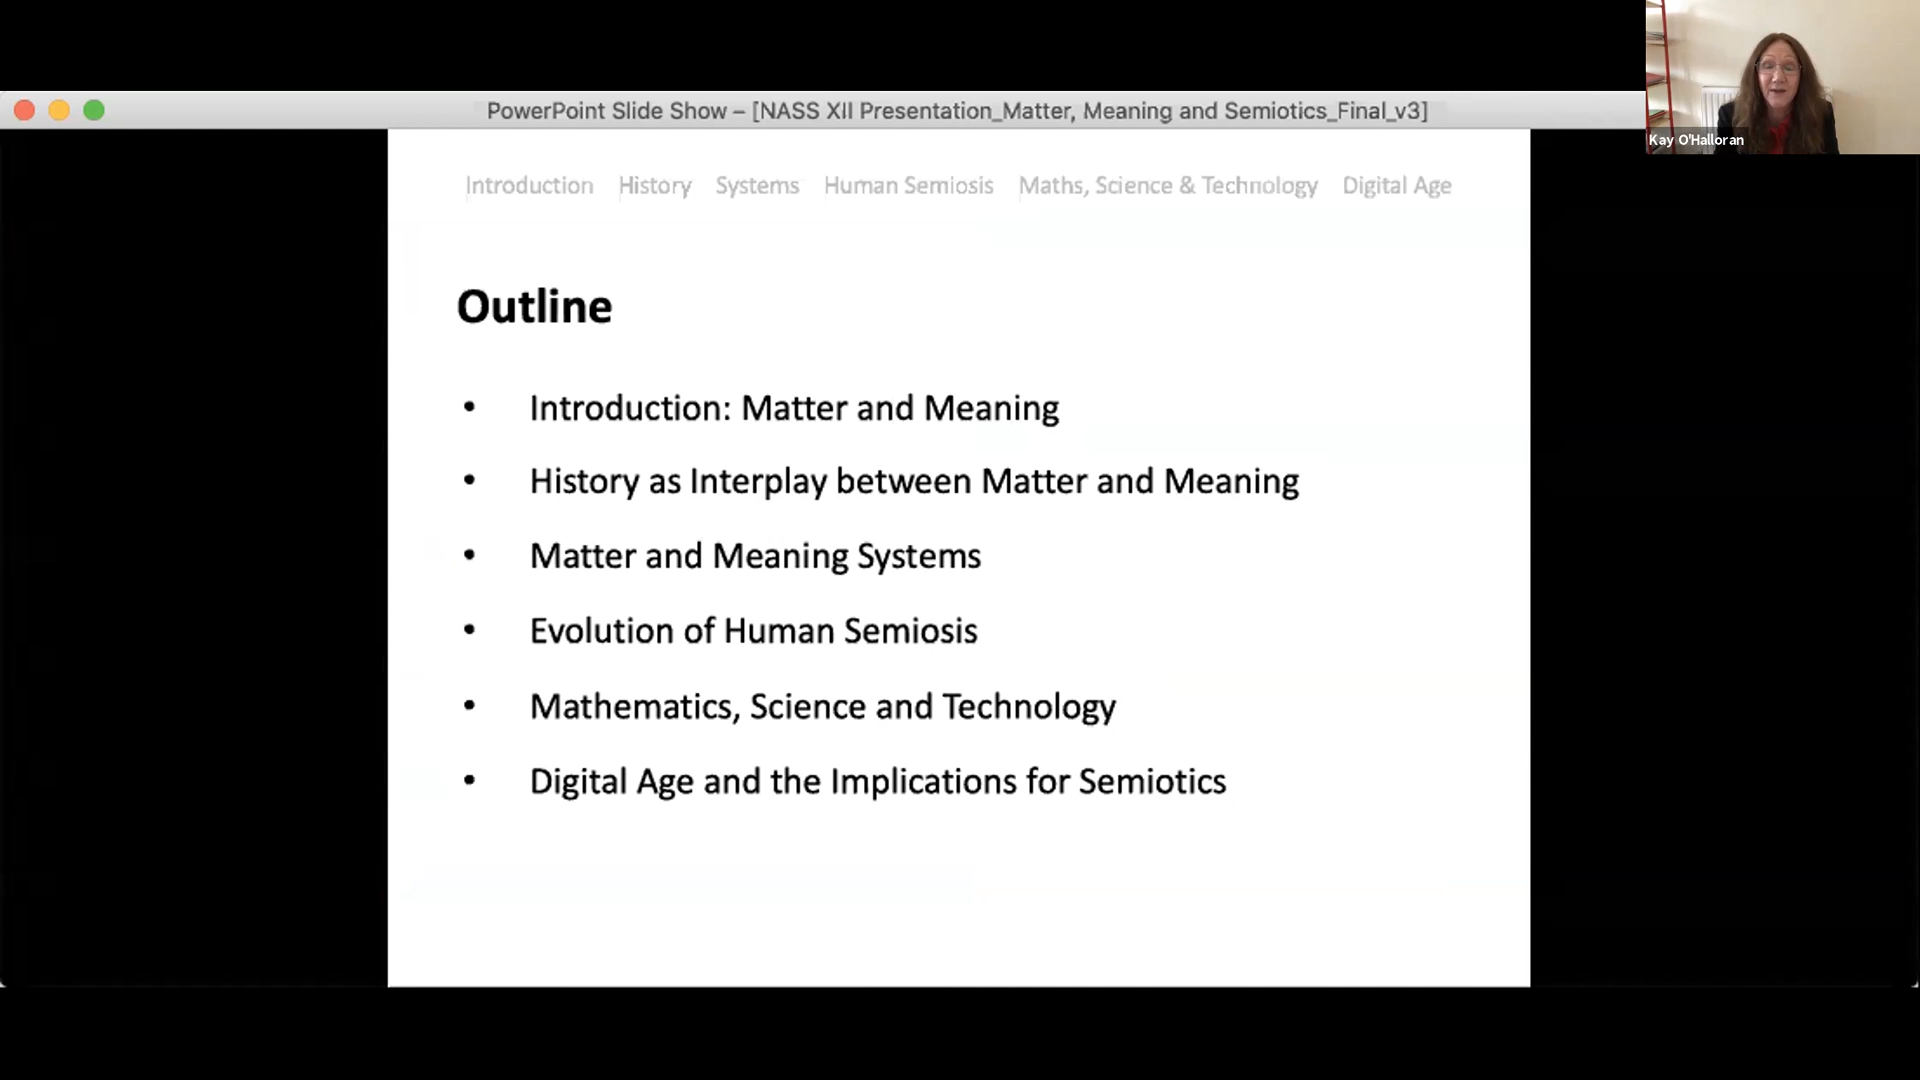 PowerPoint Slide Show – [NASS XII Presentation_Matter, Meaning and Semiotics_Final_v3]
Kay O'Halloran
Introduction History Systems Human Semiosis Maths, Science & Technology Digital Age
Outline
• Introduction: Matter and Meaning
• History as Interplay between Matter and Meaning
• Matter and Meaning Systems
• Evolution of Human Semiosis
• Mathematics, Science and Technology
• Digital Age and the Implications for Semiotics